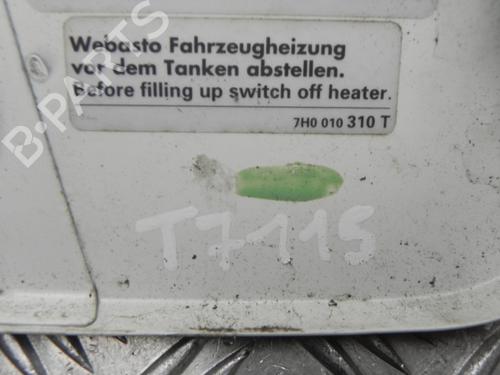 Webasto Fahrzeugheizung
vor dem Tanken abstellen.
Before filling up switch off heater.
7H0 010 310 T
T7115
B-PARTS